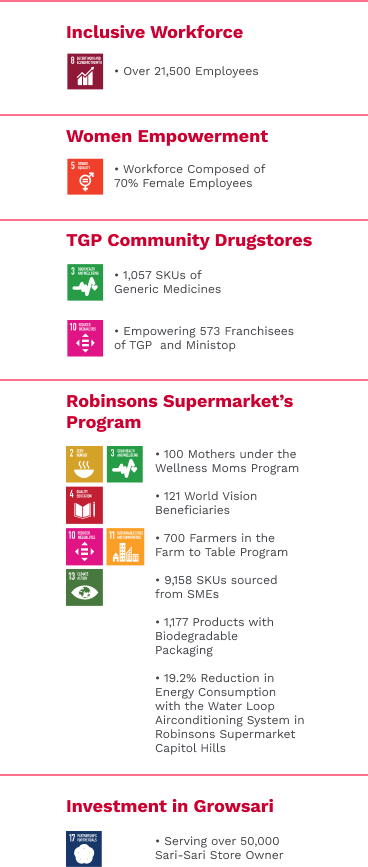 Inclusive Workforce
8 DECENT WORK AND
ECONOMIC GROWTH
• Over 21,500 Employees
Women Empowerment
5 GENDER
EQUALITY
• Workforce Composed of
70% Female Employees
TGP Community Drugstores
3 GOOD HEALTH
AND WELL-BEING
• 1,057 SKUs of
Generic Medicines
10 REDUCED
INEQUALITIES
• Empowering 573 Franchisees
of TGP and Ministop
Robinsons Supermarket’s
Program
2 ZERO
HUNGER
3 GOOD HEALTH
AND WELL-BEING
4 QUALITY
EDUCATION
10 REDUCED
INEQUALITIES
11 SUSTAINABLE CITIES
AND COMMUNITIES
13 CLIMATE
ACTION
• 100 Mothers under the
Wellness Moms Program
• 121 World Vision
Beneficiaries
• 700 Farmers in the
Farm to Table Program
• 9,158 SKUs sourced
from SMEs
• 1,177 Products with
Biodegradable
Packaging
• 19.2% Reduction in
Energy Consumption
with the Water Loop
Airconditioning System in
Robinsons Supermarket
Capitol Hills
Investment in Growsari
17 PARTNERSHIPS
FOR THE GOALS
• Serving over 50,000
Sari-Sari Store Owner